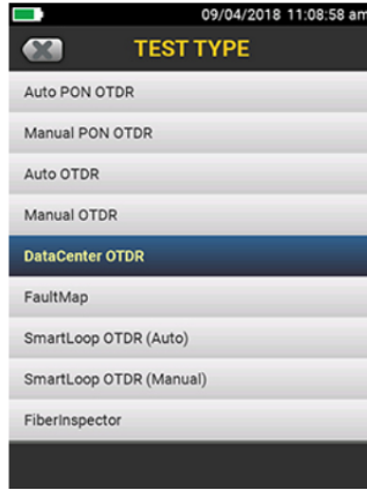 09/04/2018 11:08:58 am
TEST TYPE
Auto PON OTDR
Manual PON OTDR
Auto OTDR
Manual OTDR
DataCenter OTDR
FaultMap
SmartLoop OTDR (Auto)
SmartLoop OTDR (Manual)
FiberInspector